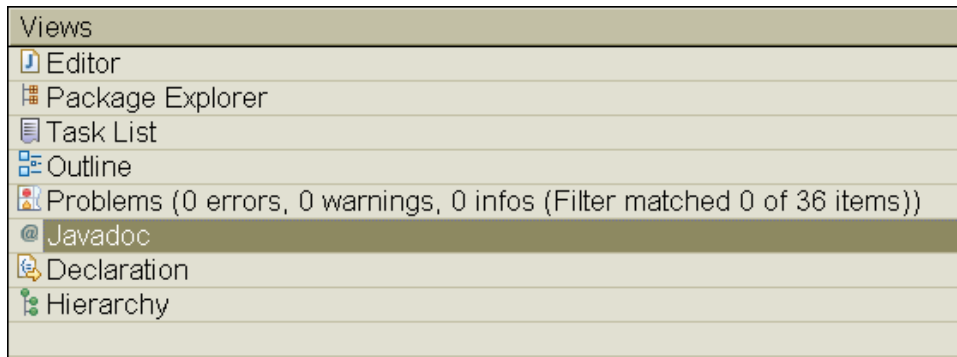 Views
Editor
Package Explorer
Task List
Outline
Problems (0 errors, 0 warnings, 0 infos (Filter matched 0 of 36 items))
Javadoc
Declaration
Hierarchy